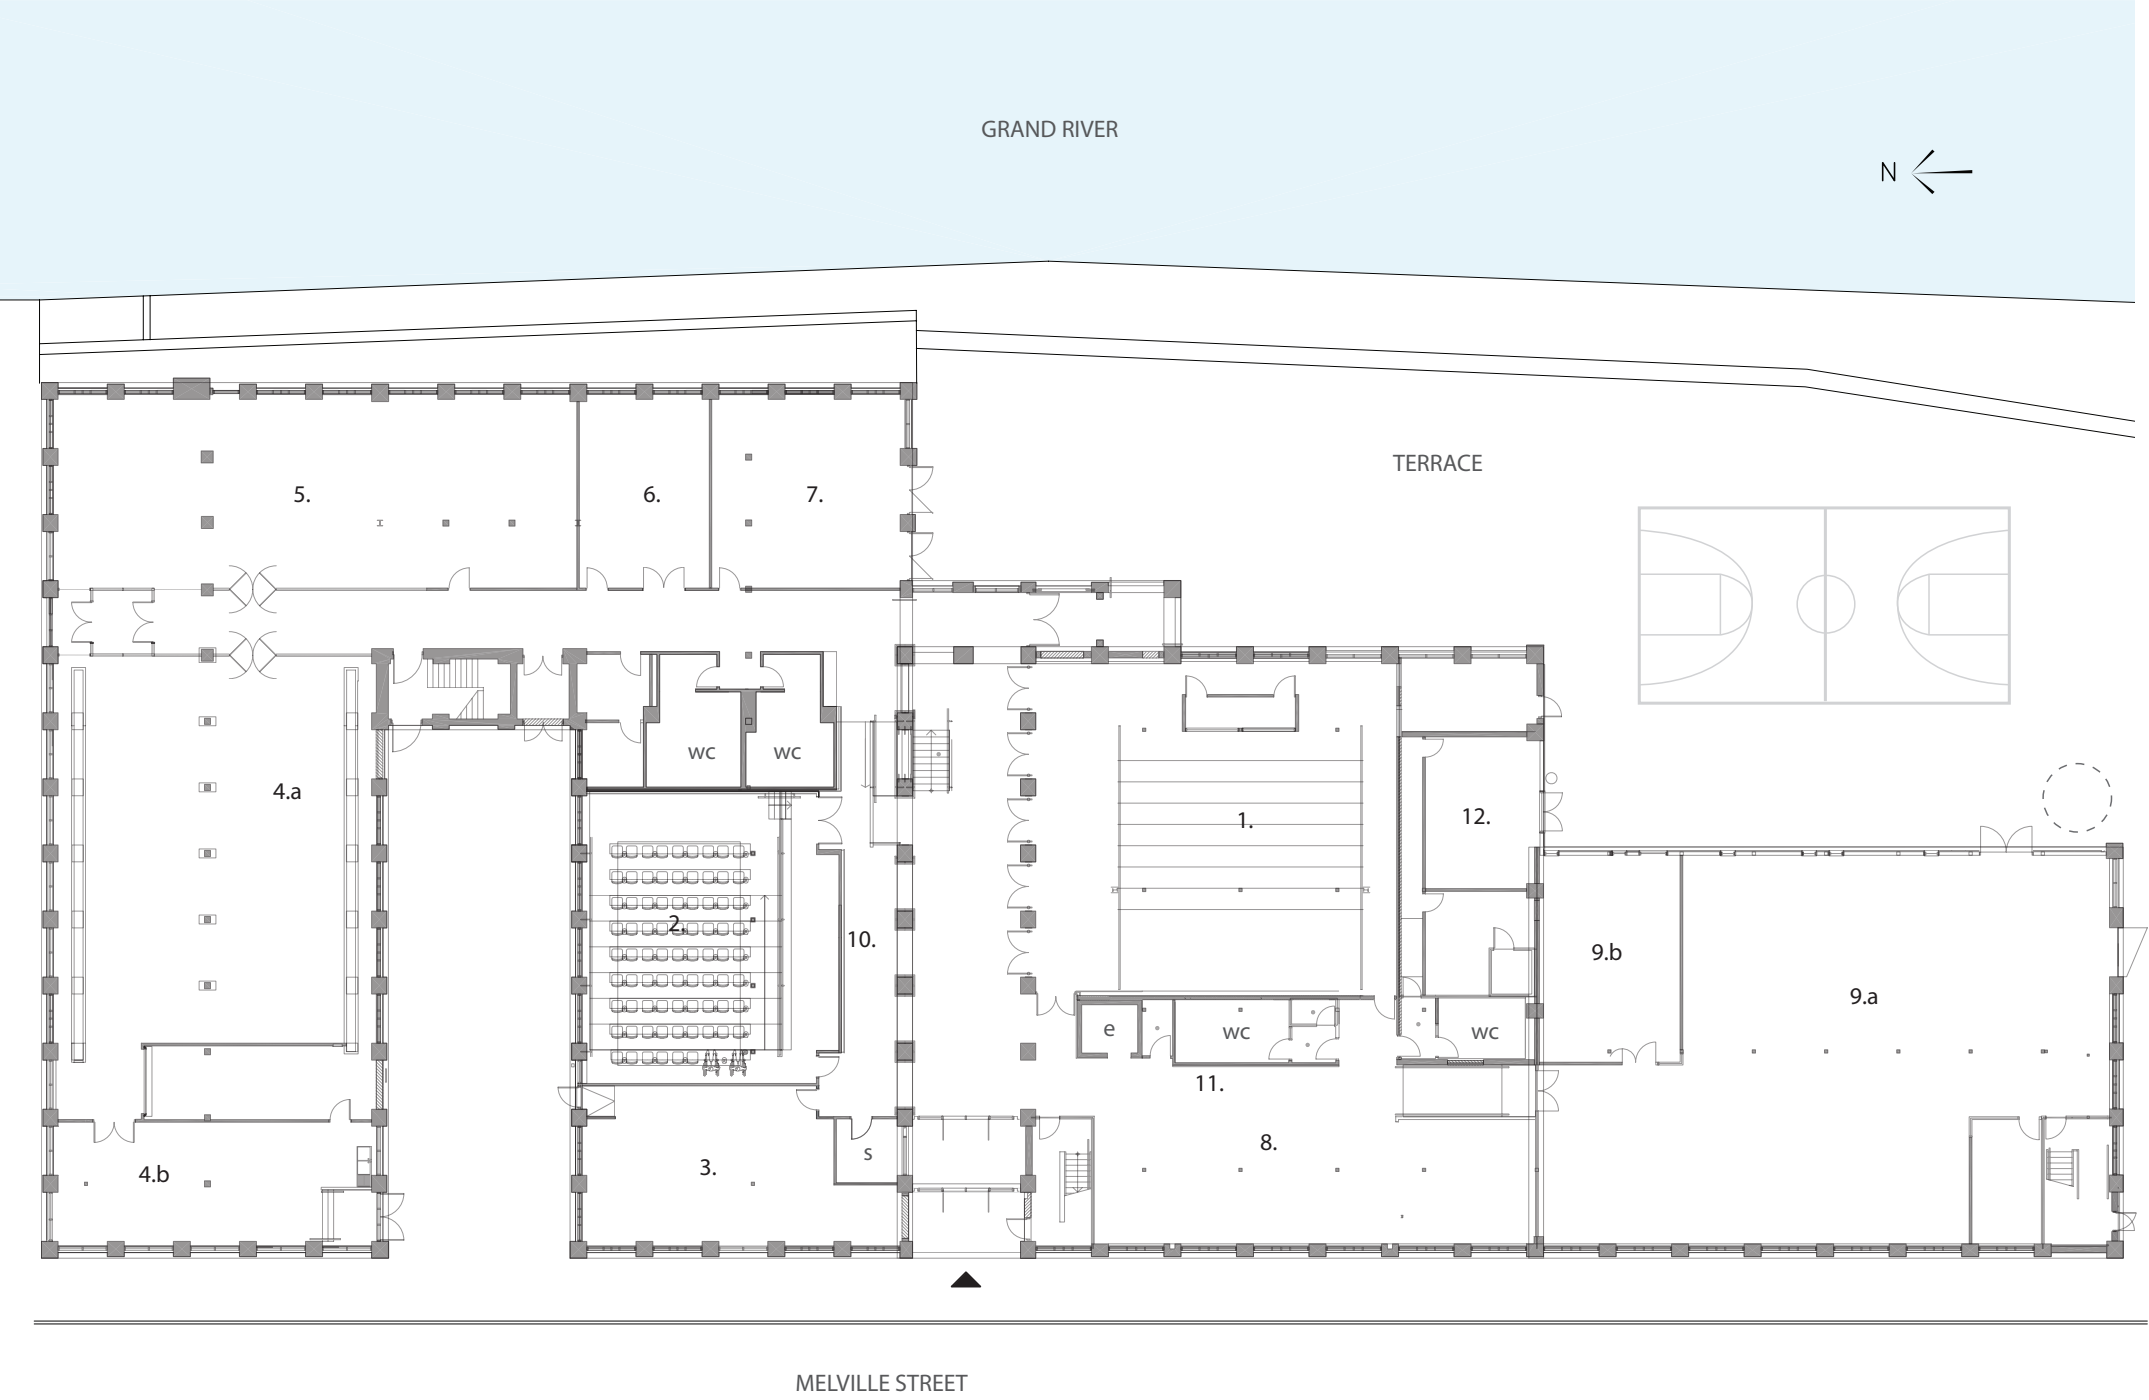 GRAND RIVER
N
TERRACE
5.
6.
7.
wc
wc
4.a
1.
12.
2.
10.
9.b
9.a
e
wc
wc
11.
8.
s
3.
4.b
MELVILLE STREET